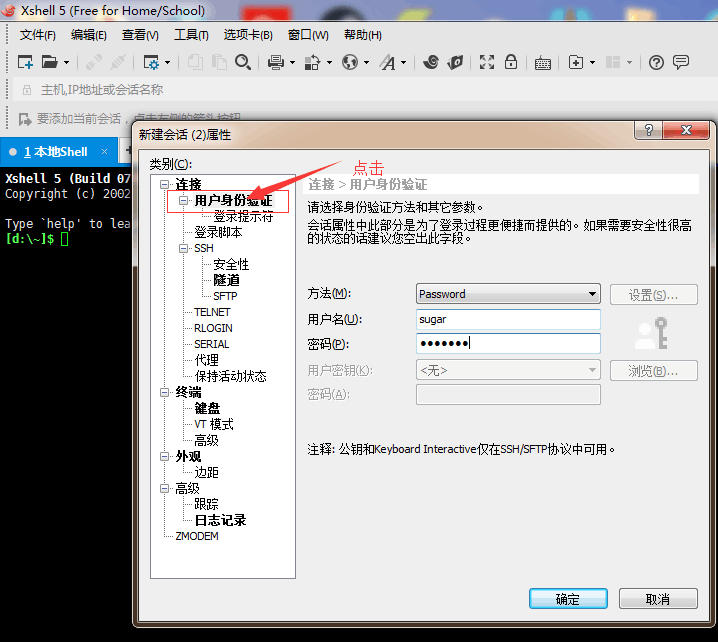 Xshell 5 (Free for Home/School)
文件(F) 编辑(E) 查看(V) 工具(T) 选项卡(B) 窗口(W) 帮助(H)
主机,IP地址或会话名称
要添加当前会话，点击左侧的箭头按钮
1 本地Shell
Xshell 5 (Build 07
Copyright (c) 2002
Type `help' to lea
[d:\~]$
新建会话 (2)属性
类别(C):
连接
用户身份验证
登录提示符
登录脚本
SSH
安全性
隧道
SFTP
TELNET
RLOGIN
SERIAL
代理
保持活动状态
终端
键盘
VT 模式
高级
外观
边距
高级
跟踪
日志记录
ZMODEM
点击
连接 > 用户身份验证
请选择身份验证方法和其它参数。
会话属性中此部分是为了登录过程更便捷而提供的。如果需要安全性很高
的状态的话建议您空出此字段。
方法(M): Password 设置(S)...
用户名(U): sugar
密码(P): ●●●●●●●
用户密钥(K): <无> 浏览(B)...
密码(A):
注释: 公钥和Keyboard Interactive仅在SSH/SFTP协议中可用。
确定 取消